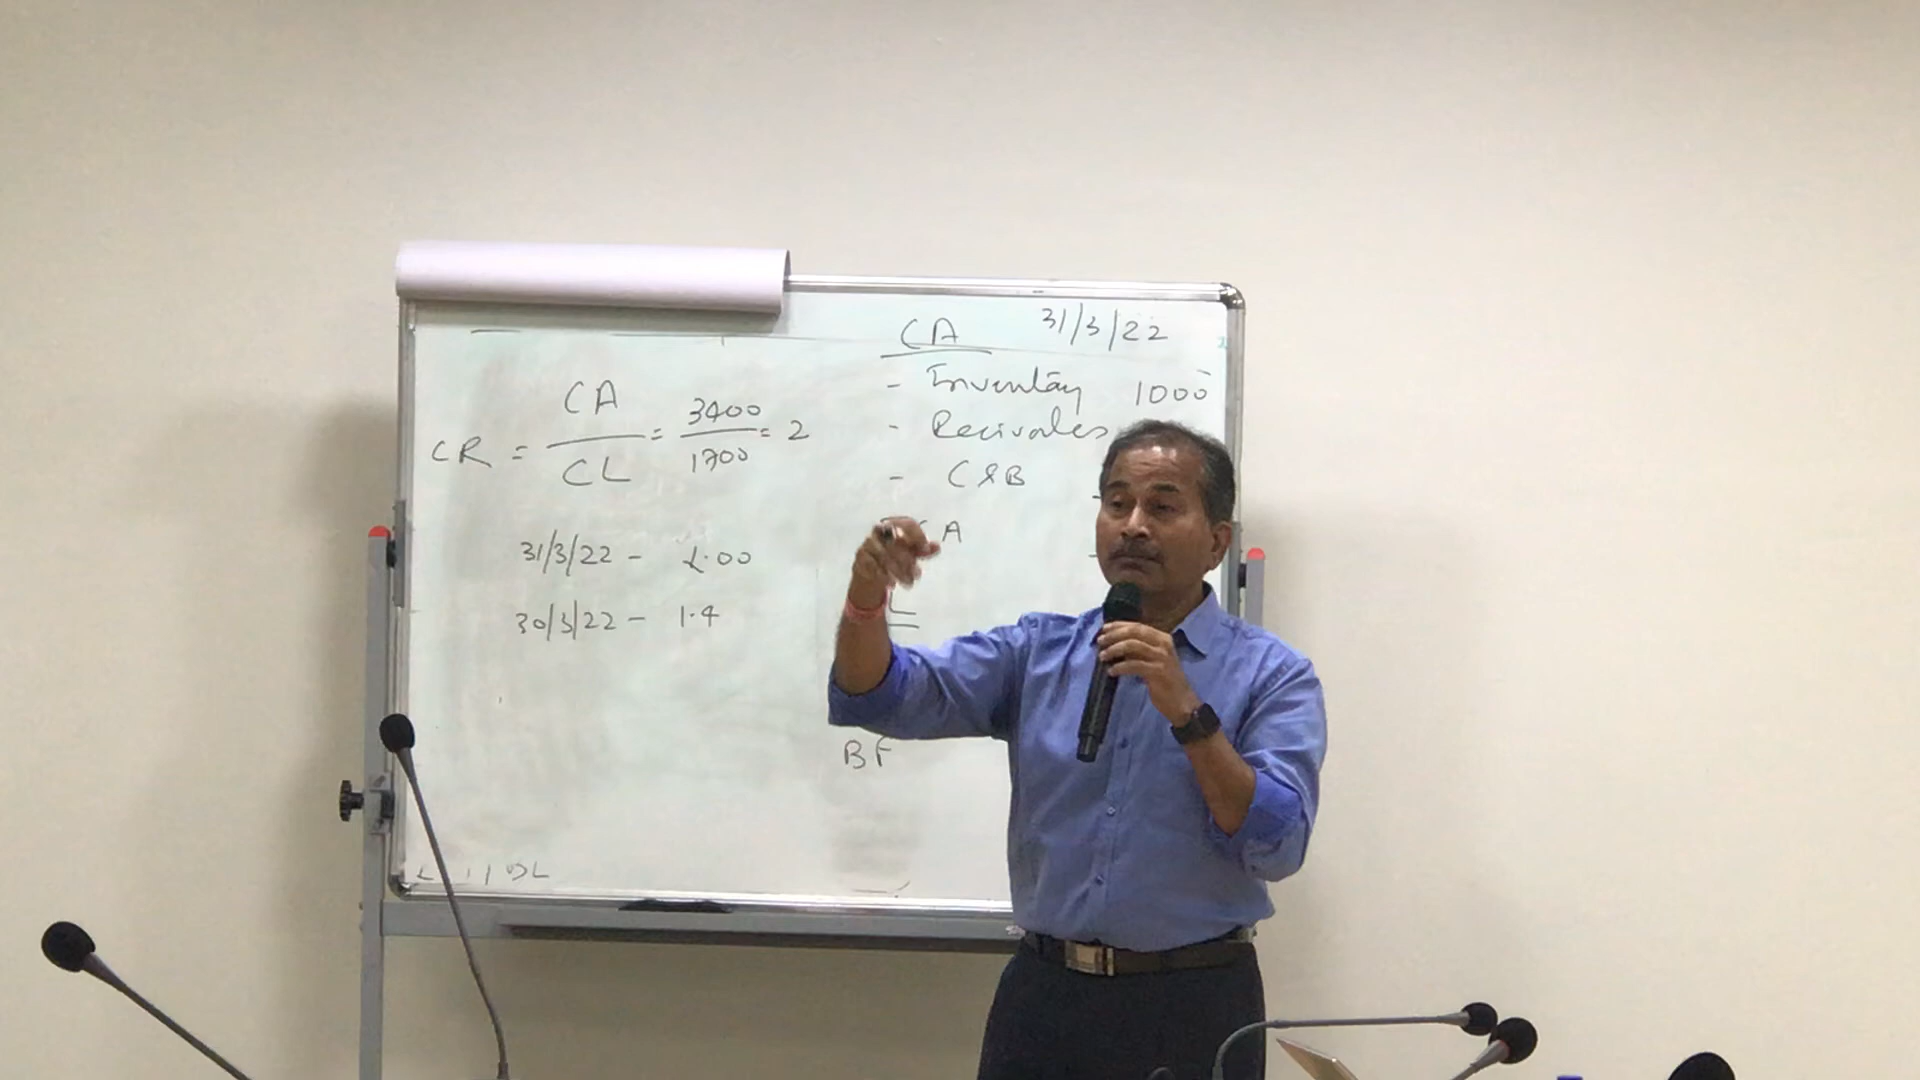 CR = CA / CL = 3400 / 1700 = 2
31/3/22 - 2.00
30/3/22 - 1.4
CA 31/3/22
- Inventory 1000
- Recivales
- C&B
CA
L
BF